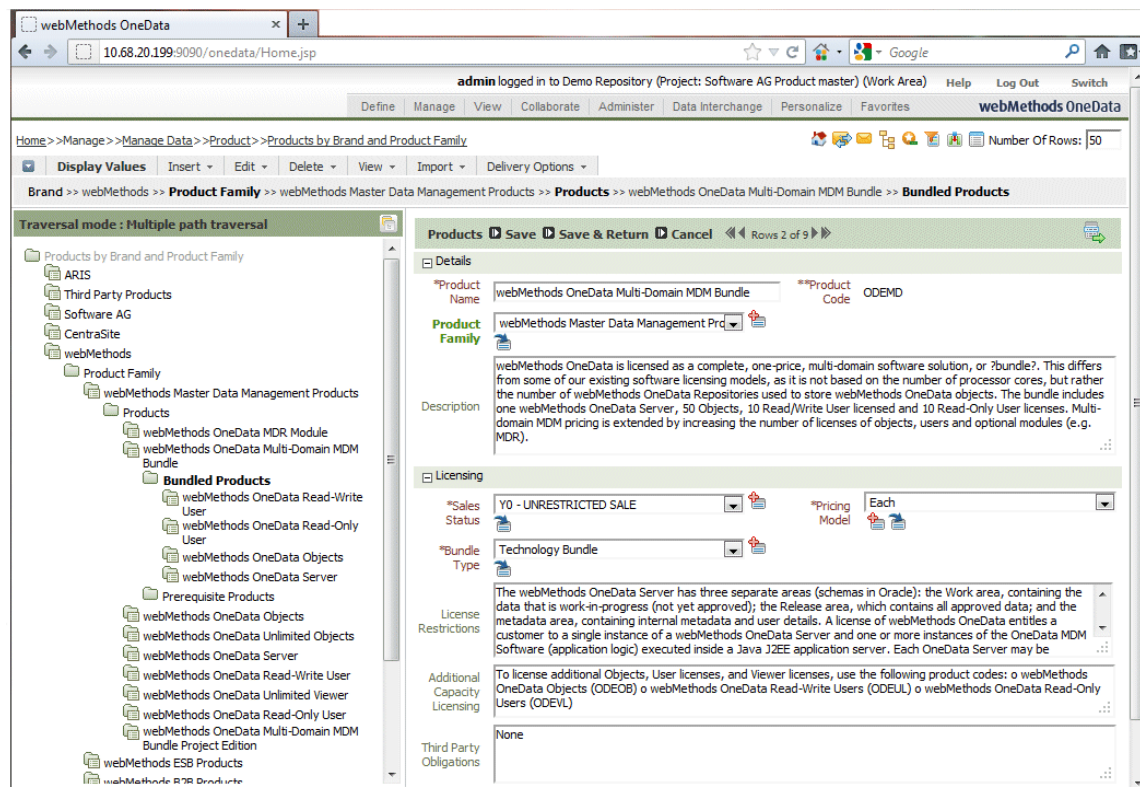 webMethods OneData × +
10.68.20.199:9090/onedata/Home.jsp Google
admin logged in to Demo Repository (Project: Software AG Product master) (Work Area) Help Log Out Switch
Define Manage View Collaborate Administer Data Interchange Personalize Favorites webMethods OneData
Home>>Manage>>Manage Data>>Product>>Products by Brand and Product Family Number Of Rows: 50
Display Values Insert Edit Delete View Import Delivery Options
Brand >> webMethods >> Product Family >> webMethods Master Data Management Products >> Products >> webMethods OneData Multi-Domain MDM Bundle >> Bundled Products
Traversal mode : Multiple path traversal
Products by Brand and Product Family
ARIS
Third Party Products
Software AG
CentraSite
webMethods
Product Family
webMethods Master Data Management Products
Products
webMethods OneData MDR Module
webMethods OneData Multi-Domain MDM
Bundle
Bundled Products
webMethods OneData Read-Write
User
webMethods OneData Read-Only
User
webMethods OneData Objects
webMethods OneData Server
Prerequisite Products
webMethods OneData Objects
webMethods OneData Unlimited Objects
webMethods OneData Server
webMethods OneData Read-Write User
webMethods OneData Unlimited Viewer
webMethods OneData Read-Only User
webMethods OneData Multi-Domain MDM
Bundle Project Edition
webMethods ESB Products
webMethods B2B Products
Products Save Save & Return Cancel Rows 2 of 9
Details
*Product
Name
webMethods OneData Multi-Domain MDM Bundle
**Product
Code
ODEMD
Product
Family
webMethods Master Data Management Prc
Description
webMethods OneData is licensed as a complete, one-price, multi-domain software solution, or ?bundle?. This differs
from some of our existing software licensing models, as it is not based on the number of processor cores, but rather
the number of webMethods OneData Repositories used to store webMethods OneData objects. The bundle includes
one webMethods OneData Server, 50 Objects, 10 Read/Write User licensed and 10 Read-Only User licenses. Multi-
domain MDM pricing is extended by increasing the number of licenses of objects, users and optional modules (e.g.
MDR).
Licensing
*Sales
Status
Y0 - UNRESTRICTED SALE
*Pricing
Model
Each
*Bundle
Type
Technology Bundle
License
Restrictions
The webMethods OneData Server has three separate areas (schemas in Oracle): the Work area, containing the
data that is work-in-progress (not yet approved); the Release area, which contains all approved data; and the
metadata area, containing internal metadata and user details. A license of webMethods OneData entitles a
customer to a single instance of a webMethods OneData Server and one or more instances of the OneData MDM
Software (application logic) executed inside a Java J2EE application server. Each OneData Server may be
Additional
Capacity
Licensing
To license additional Objects, User licenses, and Viewer licenses, use the following product codes: o webMethods
OneData Objects (ODEOB) o webMethods OneData Read-Write Users (ODEUL) o webMethods OneData Read-Only
Users (ODEVL)
Third Party
Obligations
None